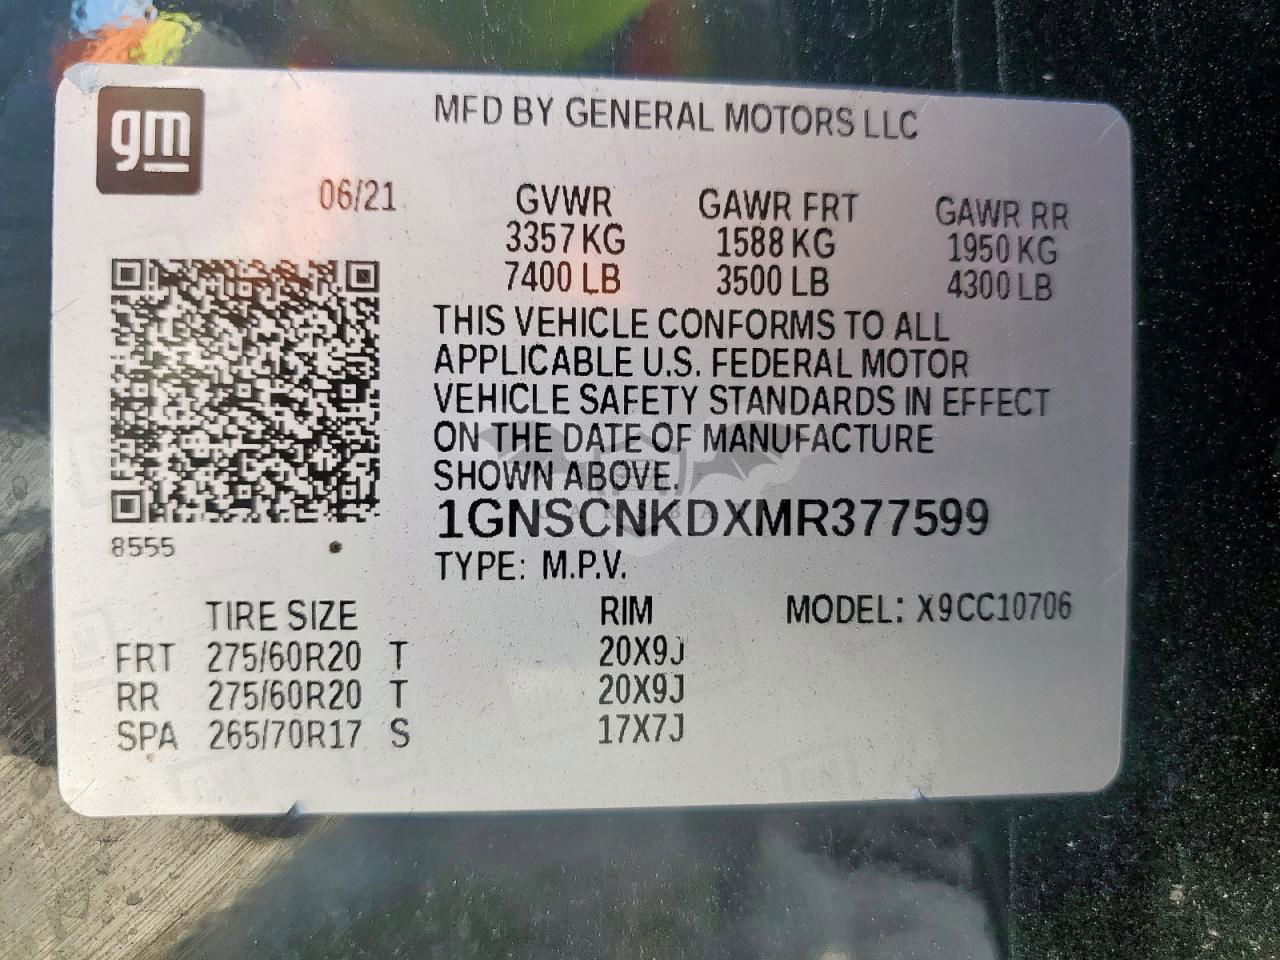 gm
MFD BY GENERAL MOTORS LLC
06/21 GVWR GAWR FRT GAWR RR
3357 KG 1588 KG 1950 KG
7400 LB 3500 LB 4300 LB
THIS VEHICLE CONFORMS TO ALL
APPLICABLE U.S. FEDERAL MOTOR
VEHICLE SAFETY STANDARDS IN EFFECT
ON THE DATE OF MANUFACTURE
SHOWN ABOVE.
1GNSCNKDXMR377599
8555
TYPE: M.P.V.
TIRE SIZE RIM MODEL: X9CC10706
FRT 275/60R20 T 20X9J
RR 275/60R20 T 20X9J
SPA 265/70R17 S 17X7J